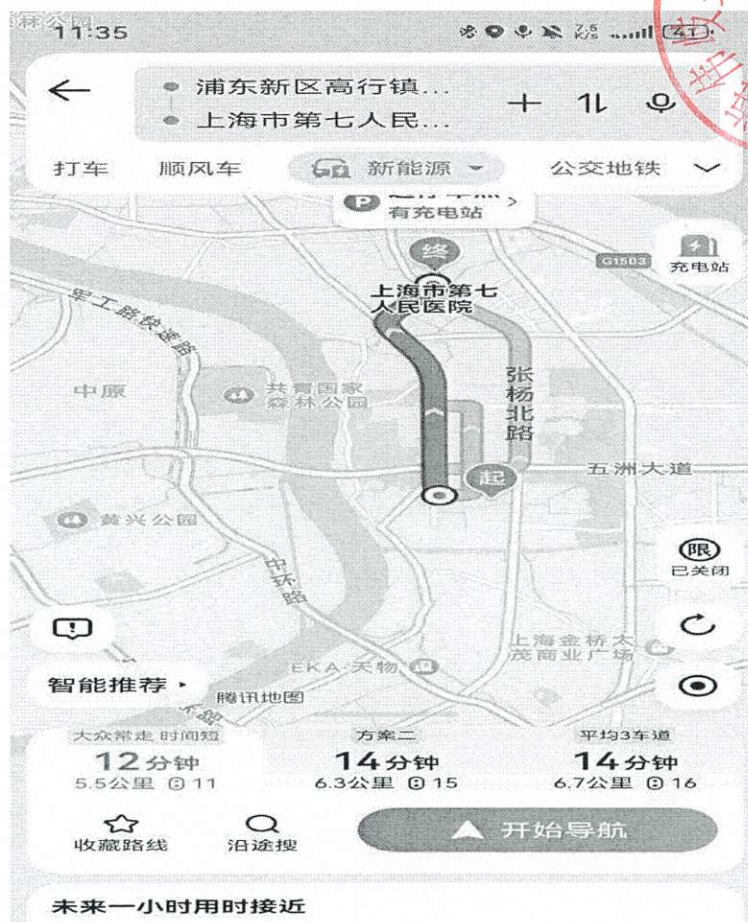 11:35
7.5 K/s
41
浦东新区高行镇...
上海市第七人民...
打车 顺风车 新能源 公交地铁
P
有充电站 >
终
G1503
充电站
上海市第七
人民医院
军工路快速路
中原
共青国家
森林公园
张杨北路
起
五洲大道
黄兴公园
限
已关闭
中环路
上海金桥太
茂商业广场
EKA·天物
智能推荐
腾讯地图
大众常走 时间短 方案二 平均3车道
12分钟 14分钟 14分钟
5.5公里 11 6.3公里 15 6.7公里 16
收藏路线 沿途搜 开始导航
未来一小时用时接近